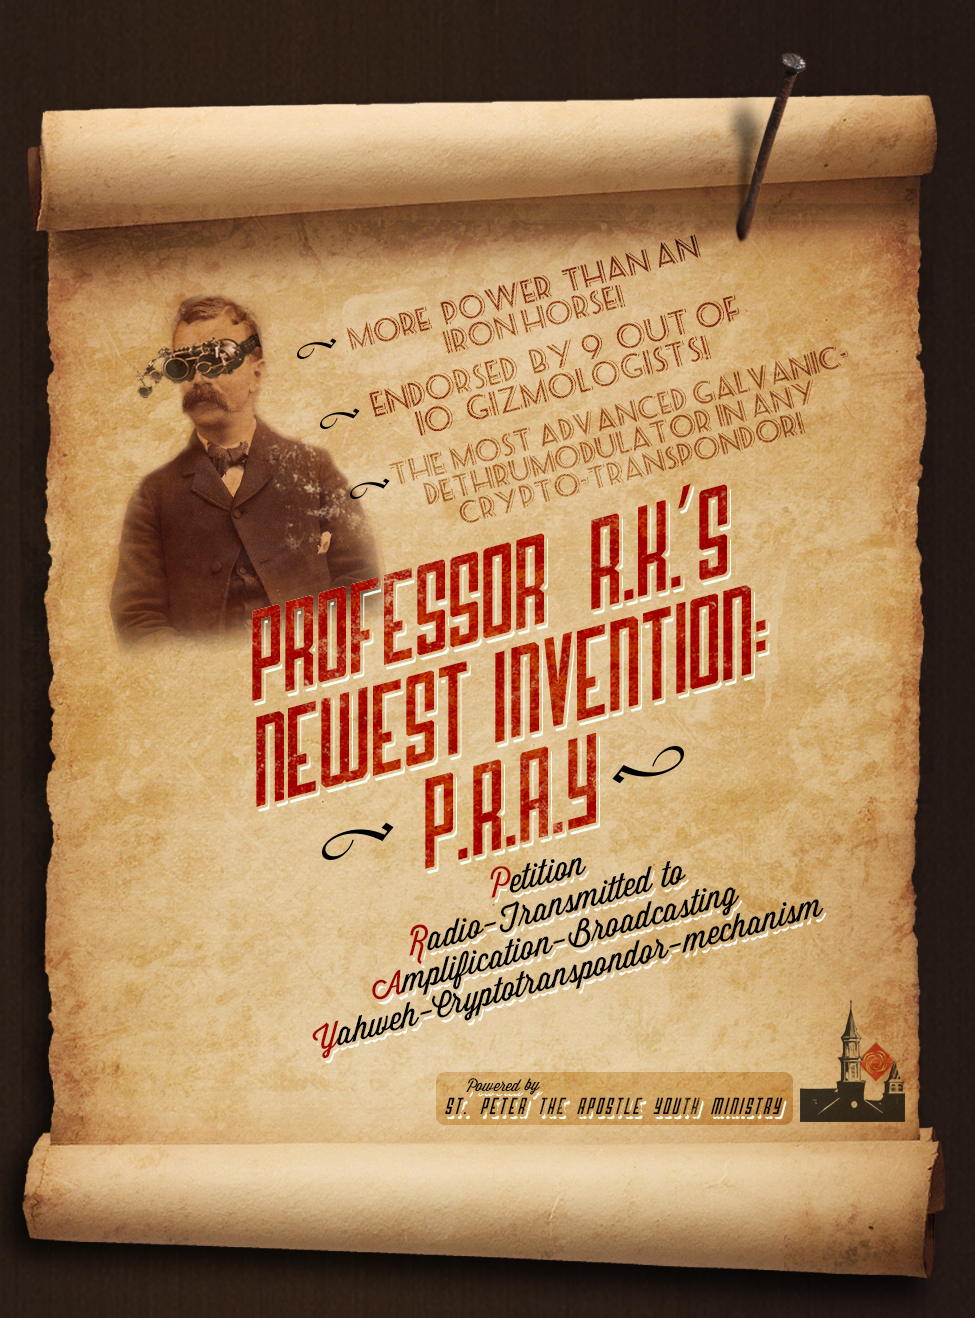 MORE POWER THAN AN
IRON HORSE!
ENDORSED BY 9 OUT OF
10 GIZMOLOGISTS!
THE MOST ADVANCED GALVANIC-
DETHRUMODULATOR IN ANY
CRYPTO-TRANSPONDOR!
PROFESSOR R.K.'S
NEWEST INVENTION:
P.R.A.Y
Petition
Radio-Transmitted to
Amplification-Broadcasting
Yahweh-Cryptotranspondor-mechanism
Powered by
ST. PETER THE APOSTLE YOUTH MINISTRY